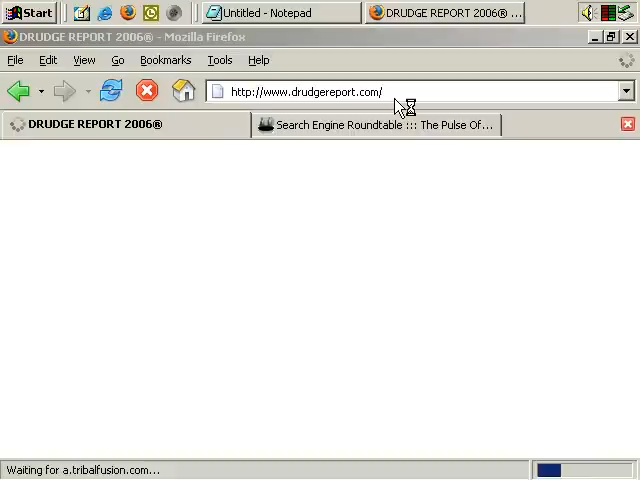 Start
Untitled - Notepad
DRUDGE REPORT 2006® ...
DRUDGE REPORT 2006® - Mozilla Firefox
File Edit View Go Bookmarks Tools Help
http://www.drudgereport.com/
DRUDGE REPORT 2006®
Search Engine Roundtable ::: The Pulse Of...
Waiting for a.tribalfusion.com...